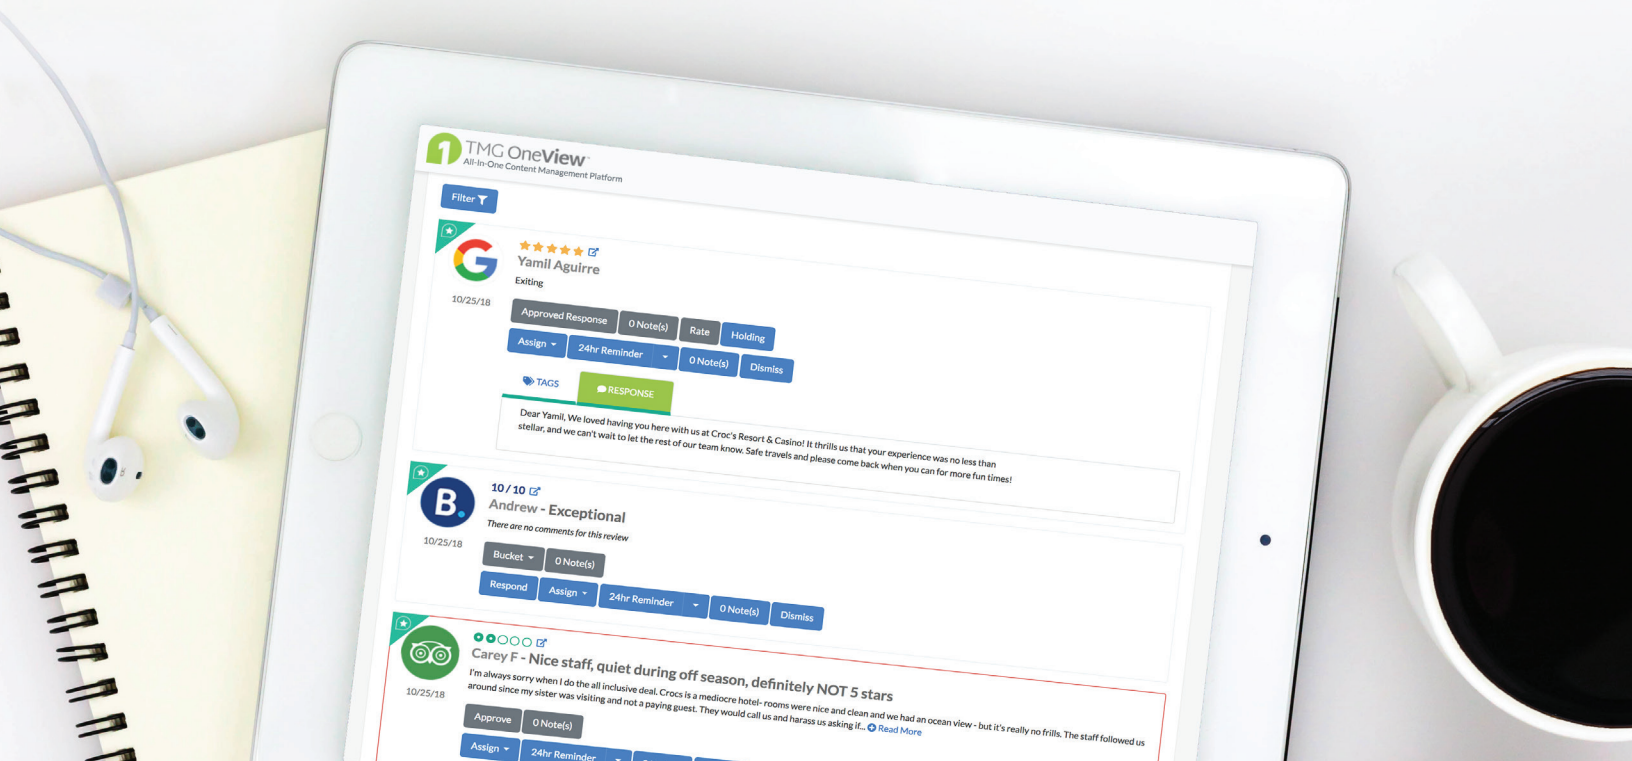 1 TMG OneView™
All-In-One Content Management Platform
Filter
G
Yamil Aguirre
Exiting
10/25/18
Approved Response 0 Note(s) Rate Holding
Assign 24hr Reminder 0 Note(s) Dismiss
TAGS RESPONSE
Dear Yamil, We loved having you here with us at Croc's Resort & Casino! It thrills us that your experience was no less than
stellar, and we can't wait to let the rest of our team know. Safe travels and please come back when you can for more fun times!
B.
10 / 10
Andrew - Exceptional
There are no comments for this review
10/25/18
Bucket 0 Note(s)
Respond Assign 24hr Reminder 0 Note(s) Dismiss
Carey F - Nice staff, quiet during off season, definitely NOT 5 stars
I'm always sorry when I do the all inclusive deal. Crocs is a mediocre hotel- rooms were nice and clean and we had an ocean view - but it's really no frills. The staff followed us
around since my sister was visiting and not a paying guest. They would call us and harass us asking if... Read More
10/25/18
Approve 0 Note(s)
Assign 24hr Reminder